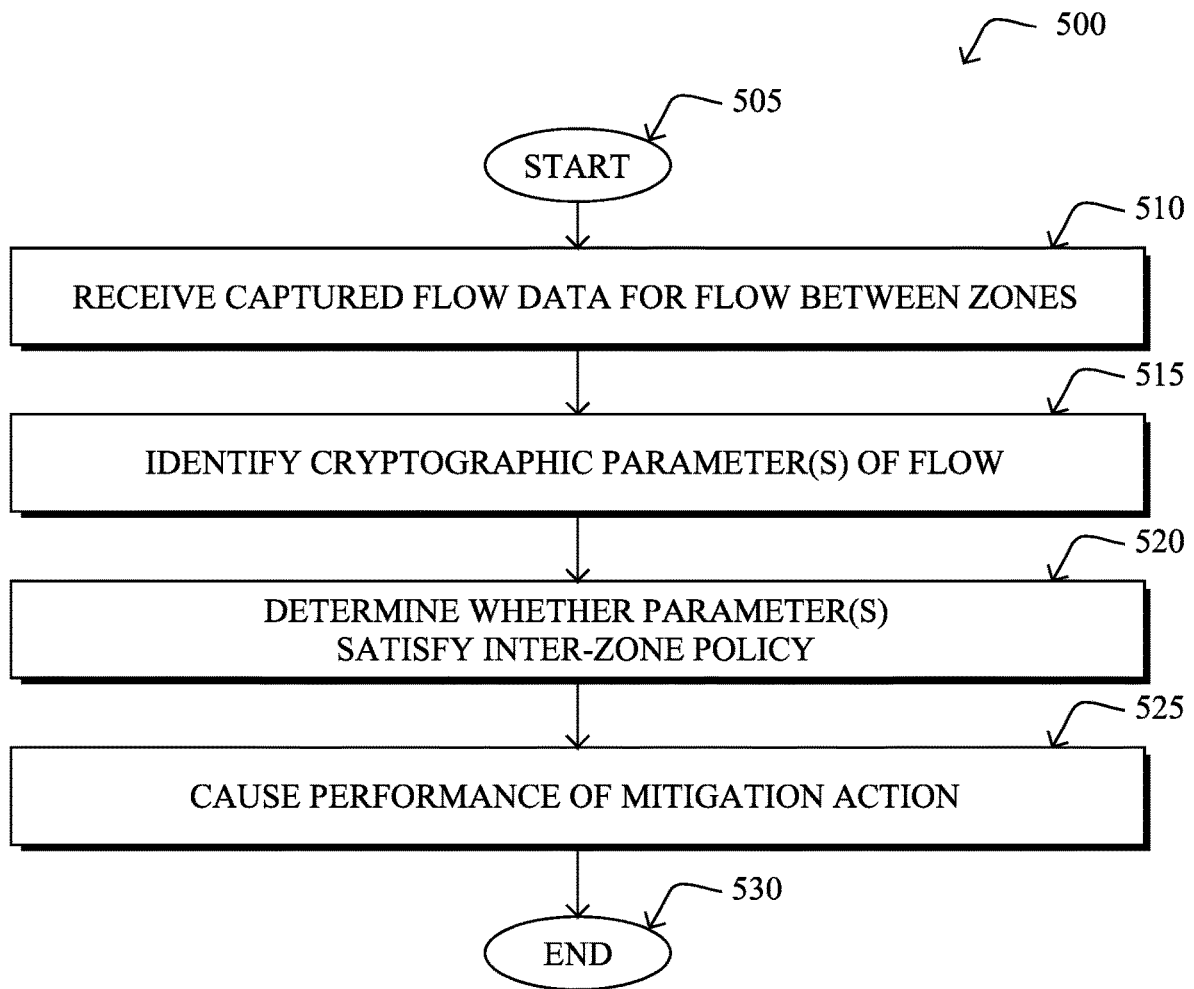 500
505
START
510
RECEIVE CAPTURED FLOW DATA FOR FLOW BETWEEN ZONES
515
IDENTIFY CRYPTOGRAPHIC PARAMETER(S) OF FLOW
520
DETERMINE WHETHER PARAMETER(S)
SATISFY INTER-ZONE POLICY
525
CAUSE PERFORMANCE OF MITIGATION ACTION
530
END